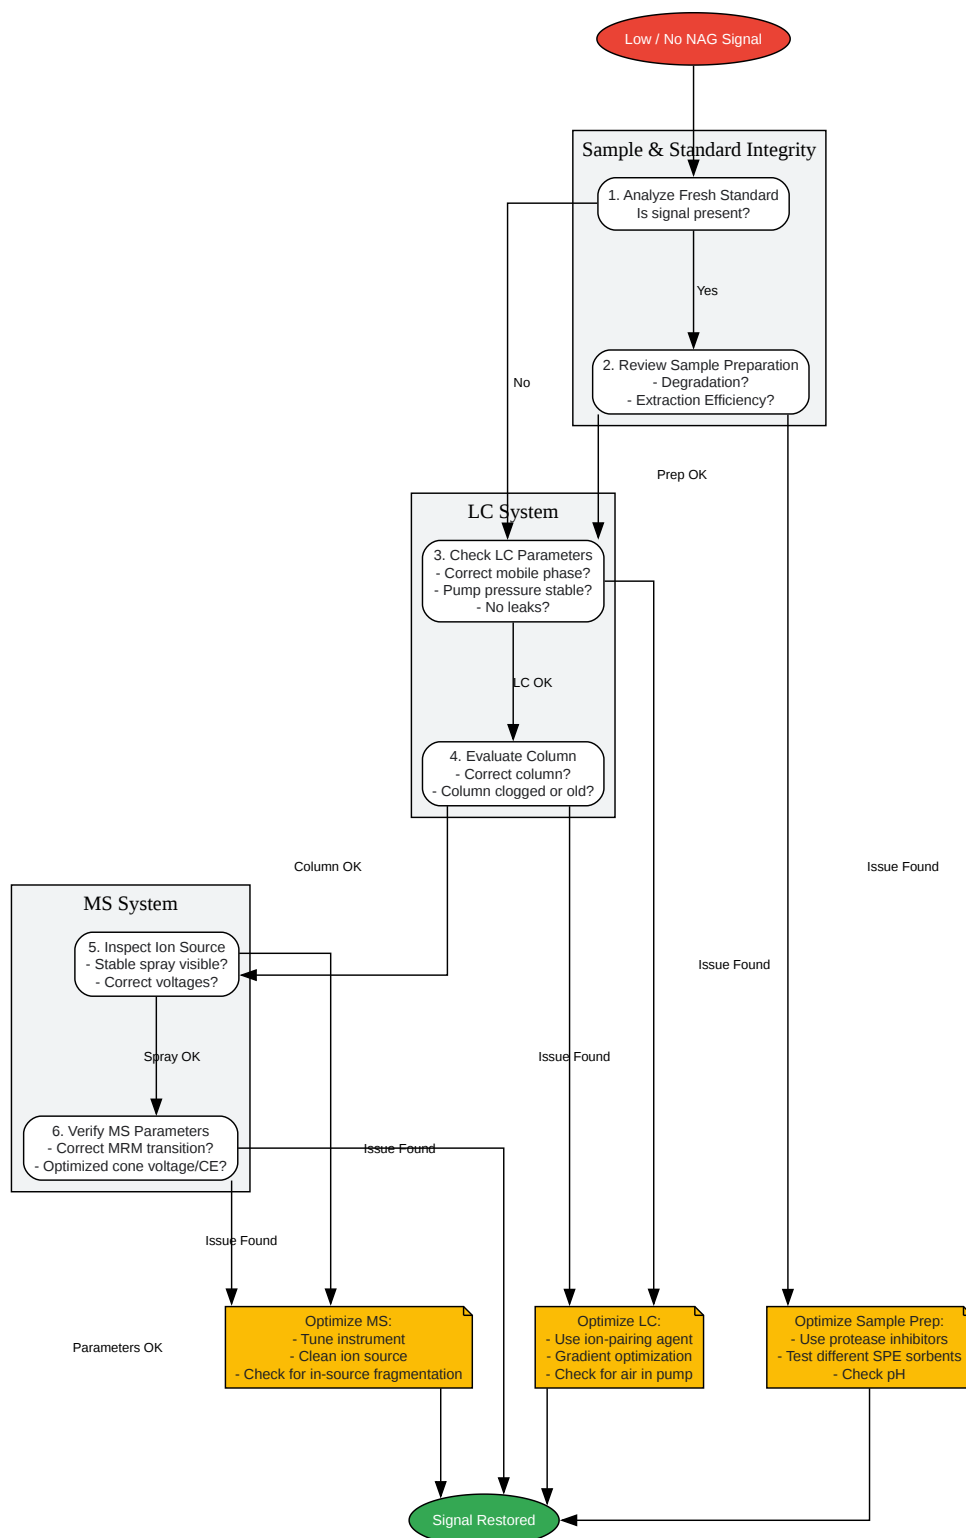 Low / No NAG Signal
Sample & Standard Integrity
1. Analyze Fresh Standard
Is signal present?
Yes
2. Review Sample Preparation
- Degradation?
- Extraction Efficiency?
No
Prep OK
LC System
3. Check LC Parameters
- Correct mobile phase?
- Pump pressure stable?
- No leaks?
LC OK
4. Evaluate Column
- Correct column?
- Column clogged or old?
Column OK
Issue Found
MS System
5. Inspect Ion Source
- Stable spray visible?
- Correct voltages?
Issue Found
Spray OK
Issue Found
6. Verify MS Parameters
- Correct MRM transition?
- Optimized cone voltage/CE?
Issue Found
Issue Found
Parameters OK
Optimize MS:
- Tune instrument
- Clean ion source
- Check for in-source fragmentation
Optimize LC:
- Use ion-pairing agent
- Gradient optimization
- Check for air in pump
Optimize Sample Prep:
- Use protease inhibitors
- Test different SPE sorbents
- Check pH
Signal Restored